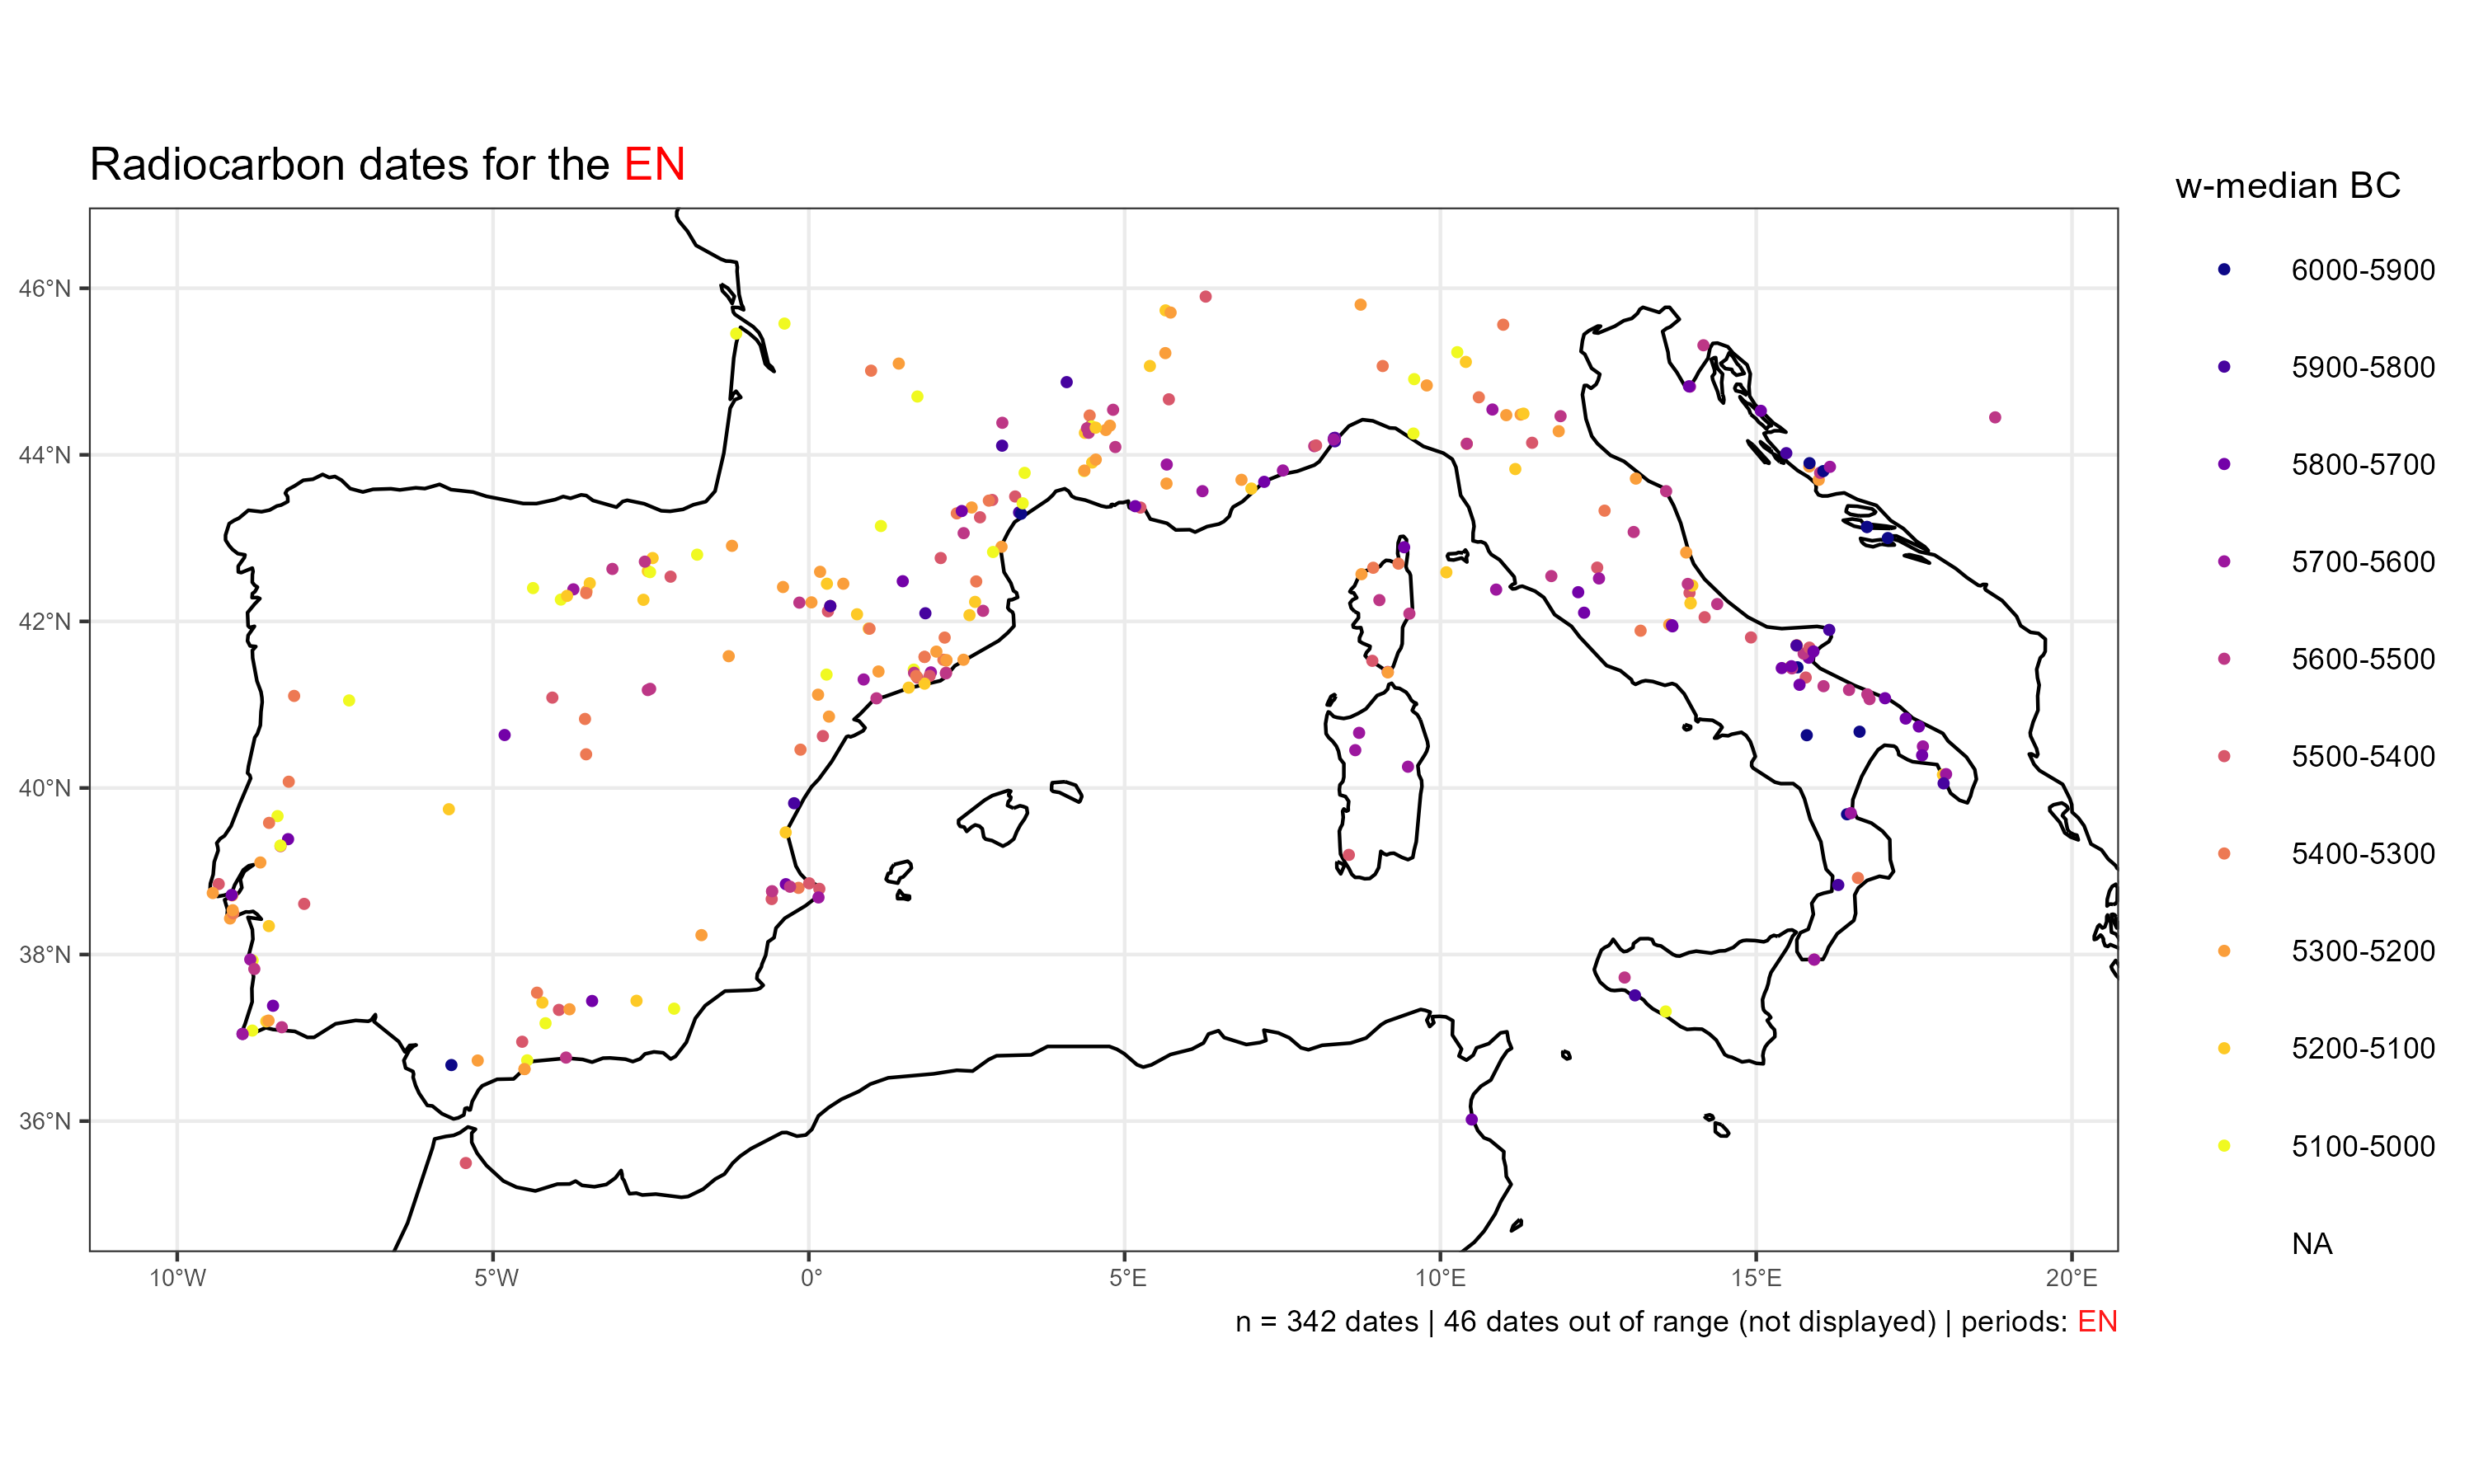 Radiocarbon dates for the EN
w-median BC
6000-5900
5900-5800
5800-5700
5700-5600
5600-5500
5500-5400
5400-5300
5300-5200
5200-5100
5100-5000
NA
46°N
44°N
42°N
40°N
38°N
36°N
10°W 5°W 0° 5°E 10°E 15°E 20°E
n = 342 dates | 46 dates out of range (not displayed) | periods: EN